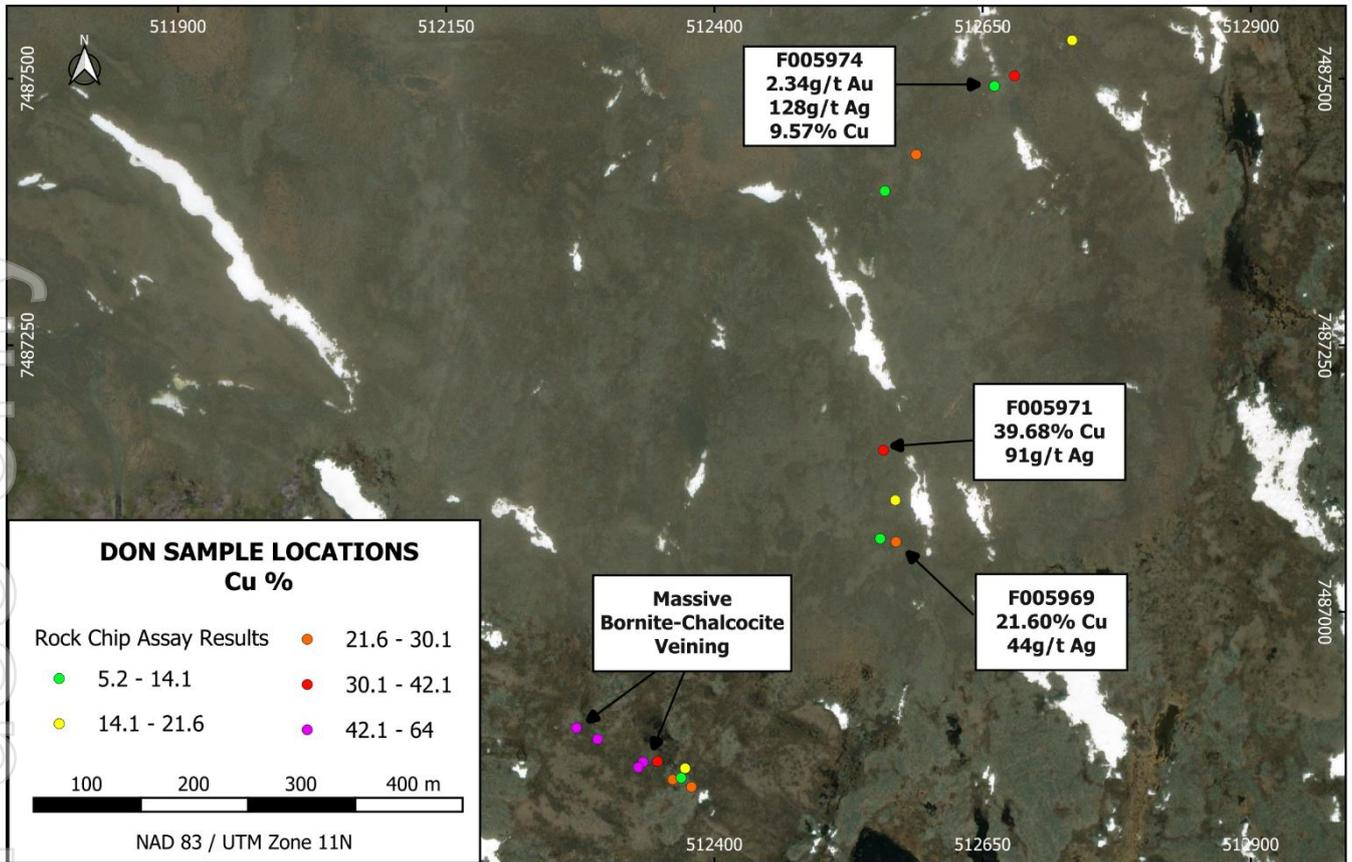 511900 512150 512400 512650 512900
N
7487500 7487500
F005974
2.34g/t Au
128g/t Ag
9.57% Cu
7487250 7487250
F005971
39.68% Cu
91g/t Ag
Massive
Bornite-Chalcocite
Veining
F005969
21.60% Cu
44g/t Ag
7487000
DON SAMPLE LOCATIONS
Cu %
Rock Chip Assay Results
5.2 - 14.1
14.1 - 21.6
21.6 - 30.1
30.1 - 42.1
42.1 - 64
100 200 300 400 m
NAD 83 / UTM Zone 11N
512400 512650 512900